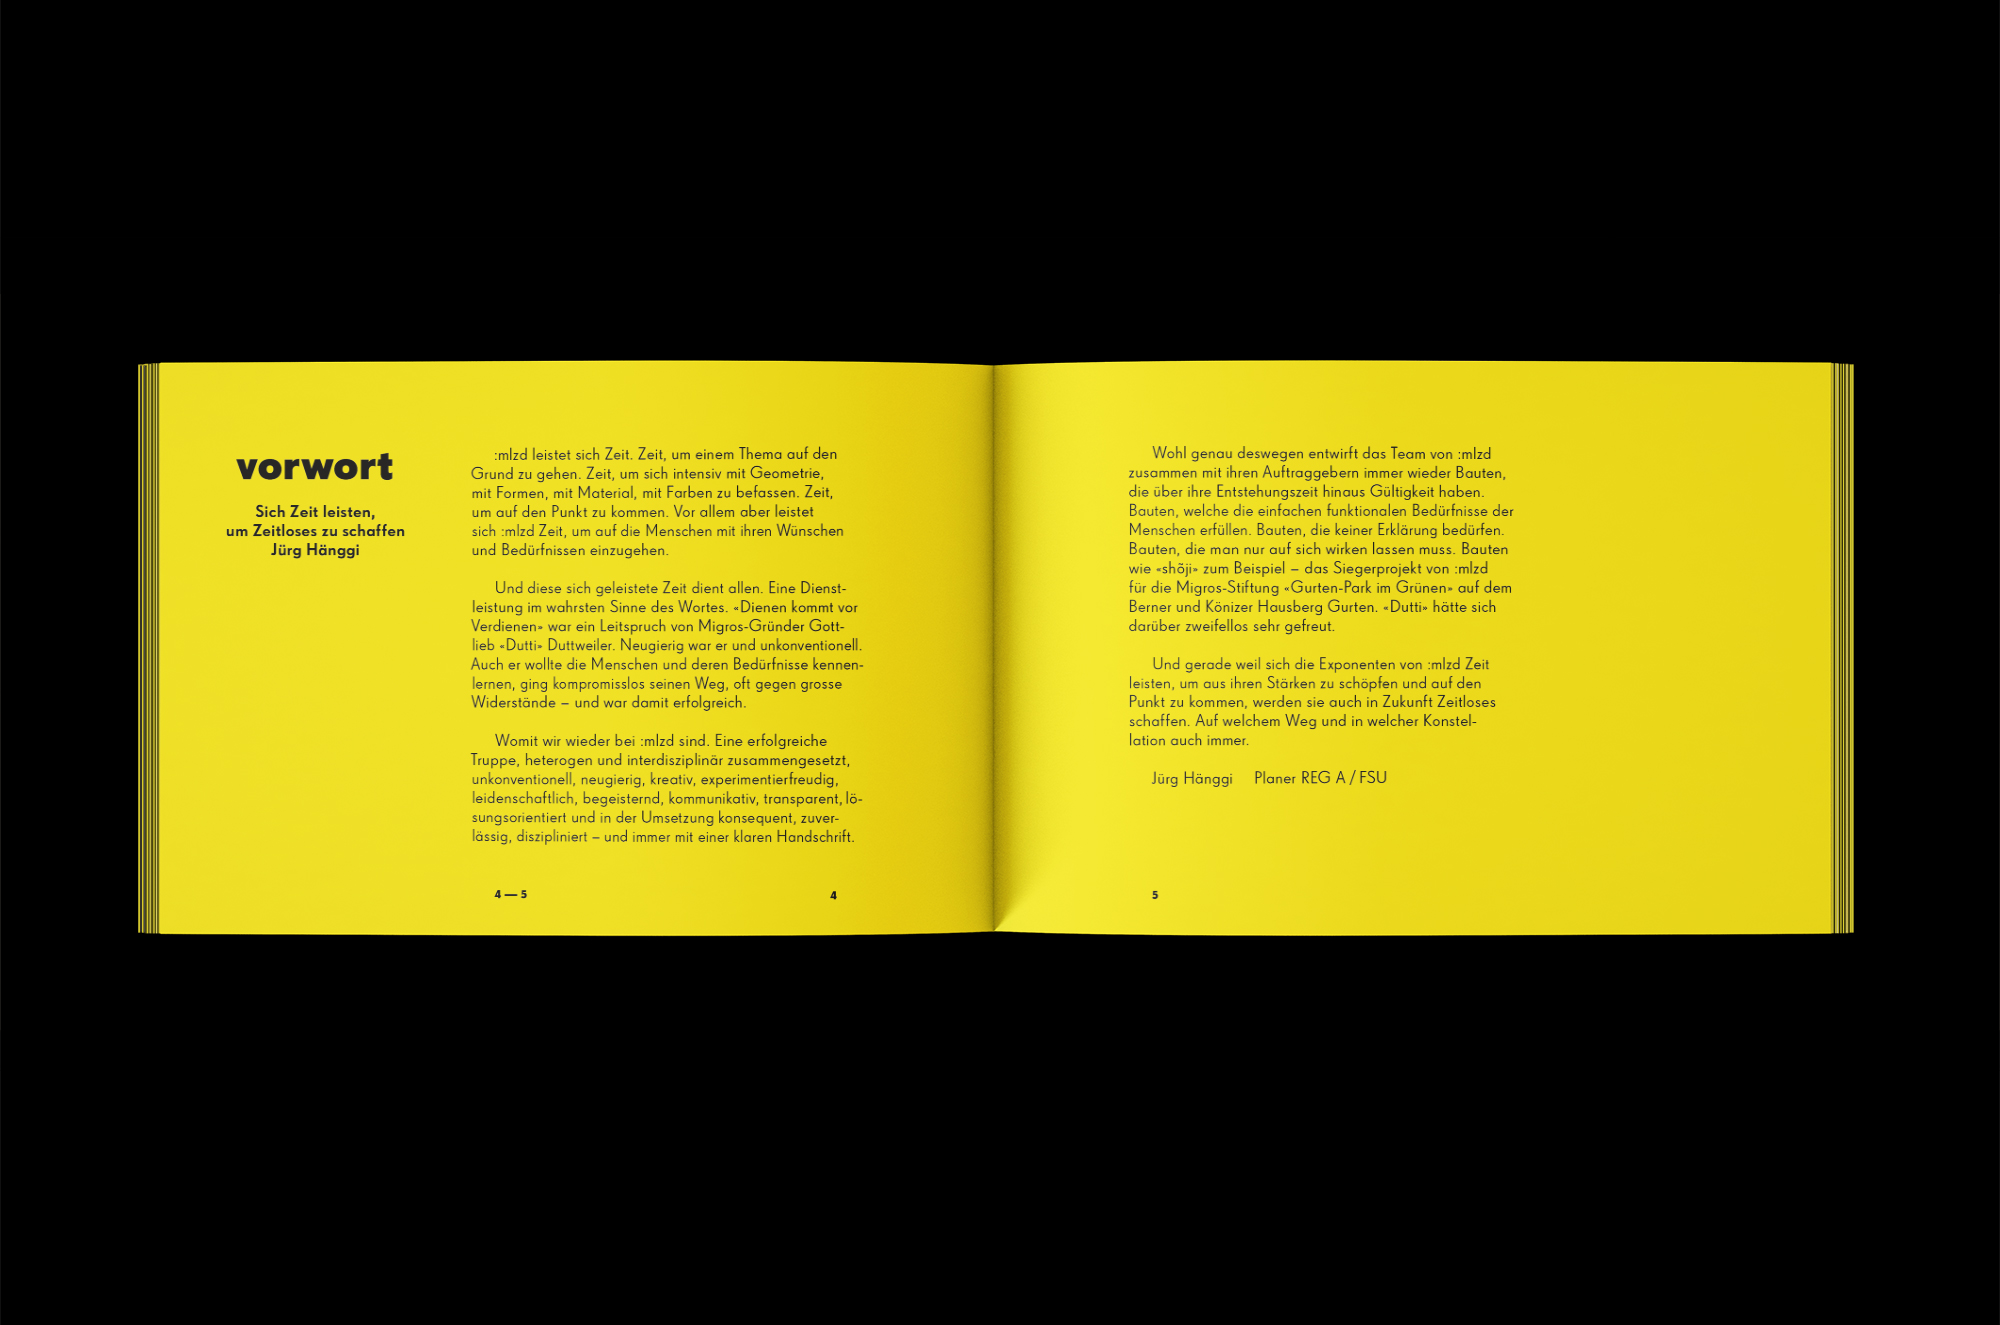 vorwort
Sich Zeit leisten,
um Zeitloses zu schaffen
Jürg Hänggi
:mlzd leistet sich Zeit. Zeit, um einem Thema auf den
Grund zu gehen. Zeit, um sich intensiv mit Geometrie,
mit Formen, mit Material, mit Farben zu befassen. Zeit,
um auf den Punkt zu kommen. Vor allem aber leistet
sich :mlzd Zeit, um auf die Menschen mit ihren Wünschen
und Bedürfnissen einzugehen.
Und diese sich geleistete Zeit dient allen. Eine Dienst-
leistung im wahrsten Sinne des Wortes. «Dienen kommt vor
Verdienen» war ein Leitspruch von Migros-Gründer Gott-
lieb «Dutti» Duttweiler. Neugierig war er und unkonventionell.
Auch er wollte die Menschen und deren Bedürfnisse kennen-
lernen, ging kompromisslos seinen Weg, oft gegen grosse
Widerstände – und war damit erfolgreich.
Womit wir wieder bei :mlzd sind. Eine erfolgreiche
Truppe, heterogen und interdisziplinär zusammengesetzt,
unkonventionell, neugierig, kreativ, experimentierfreudig,
leidenschaftlich, begeisternd, kommunikativ, transparent, lö-
sungsorientiert und in der Umsetzung konsequent, zuver-
lässig, diszipliniert – und immer mit einer klaren Handschrift.
4 — 5
4
Wohl genau deswegen entwirft das Team von :mlzd
zusammen mit ihren Auftraggebern immer wieder Bauten,
die über ihre Entstehungszeit hinaus Gültigkeit haben.
Bauten, welche die einfachen funktionalen Bedürfnisse der
Menschen erfüllen. Bauten, die keiner Erklärung bedürfen.
Bauten, die man nur auf sich wirken lassen muss. Bauten
wie «shõji» zum Beispiel – das Siegerprojekt von :mlzd
für die Migros-Stiftung «Gurten-Park im Grünen» auf dem
Berner und Könizer Hausberg Gurten. «Dutti» hätte sich
darüber zweifellos sehr gefreut.
Und gerade weil sich die Exponenten von :mlzd Zeit
leisten, um aus ihren Stärken zu schöpfen und auf den
Punkt zu kommen, werden sie auch in Zukunft Zeitloses
schaffen. Auf welchem Weg und in welcher Konstel-
lation auch immer.
Jürg Hänggi Planer REG A / FSU
5